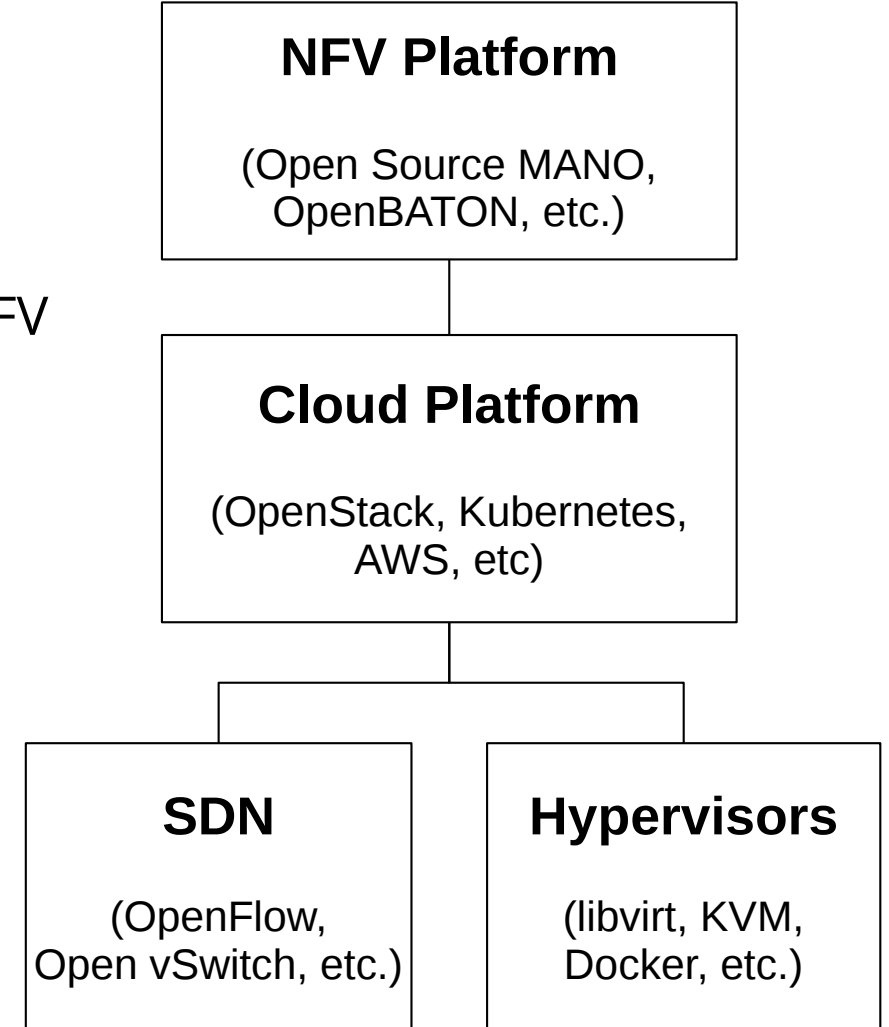 NFV Platform
(Open Source MANO,
OpenBATON, etc.)
FV
Cloud Platform
(OpenStack, Kubernetes,
AWS, etc)
SDN
(OpenFlow,
Open vSwitch, etc.)
Hypervisors
(libvirt, KVM,
Docker, etc.)